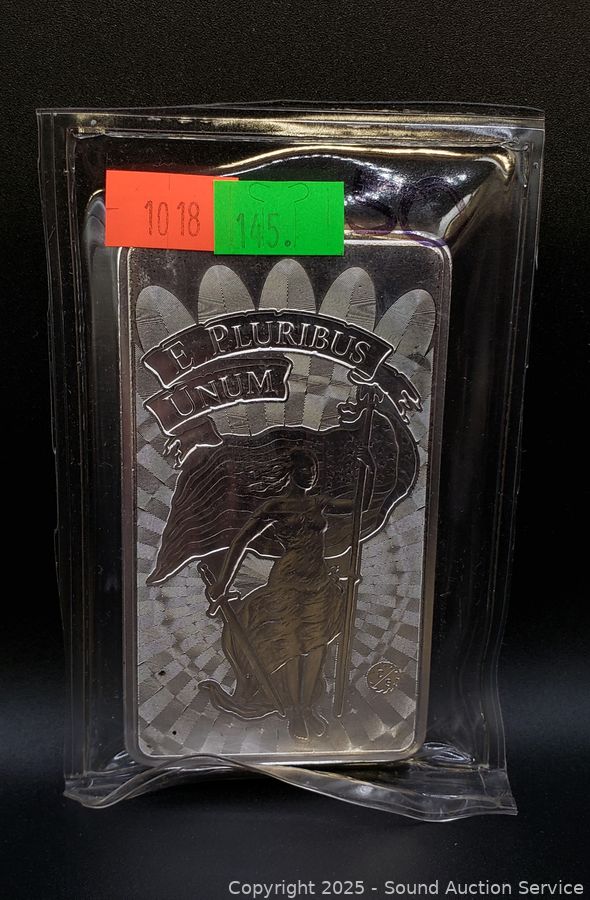 1018
145.
E PLURIBUS
UNUM
Copyright 2025 - Sound Auction Service